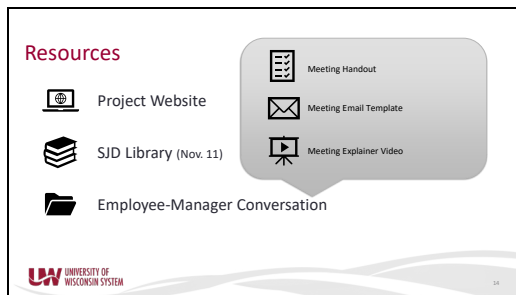 Resources
Project Website
SJD Library (Nov. 11)
Employee-Manager Conversation
Meeting Handout
Meeting Email Template
Meeting Explainer Video
UW UNIVERSITY OF
WISCONSIN SYSTEM
16